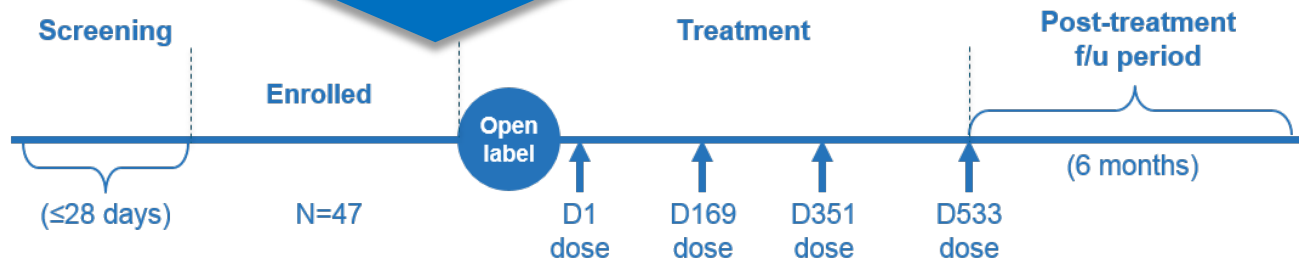 Screening
Enrolled
Open
label
Treatment
Post-treatment
f/u period
(≤28 days)
N=47
D1
dose
D169
dose
D351
dose
D533
dose
(6 months)